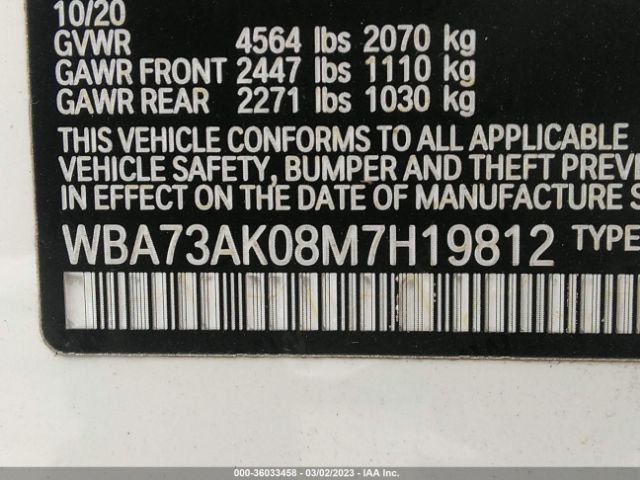 10/20
GVWR 4564 lbs 2070 kg
GAWR FRONT 2447 lbs 1110 kg
GAWR REAR 2271 lbs 1030 kg
THIS VEHICLE CONFORMS TO ALL APPLICABLE
VEHICLE SAFETY, BUMPER AND THEFT PREVE
IN EFFECT ON THE DATE OF MANUFACTURE S
WBA73AK08M7H19812 TYPE
000-36033458 - 03/02/2023 - IAA Inc.